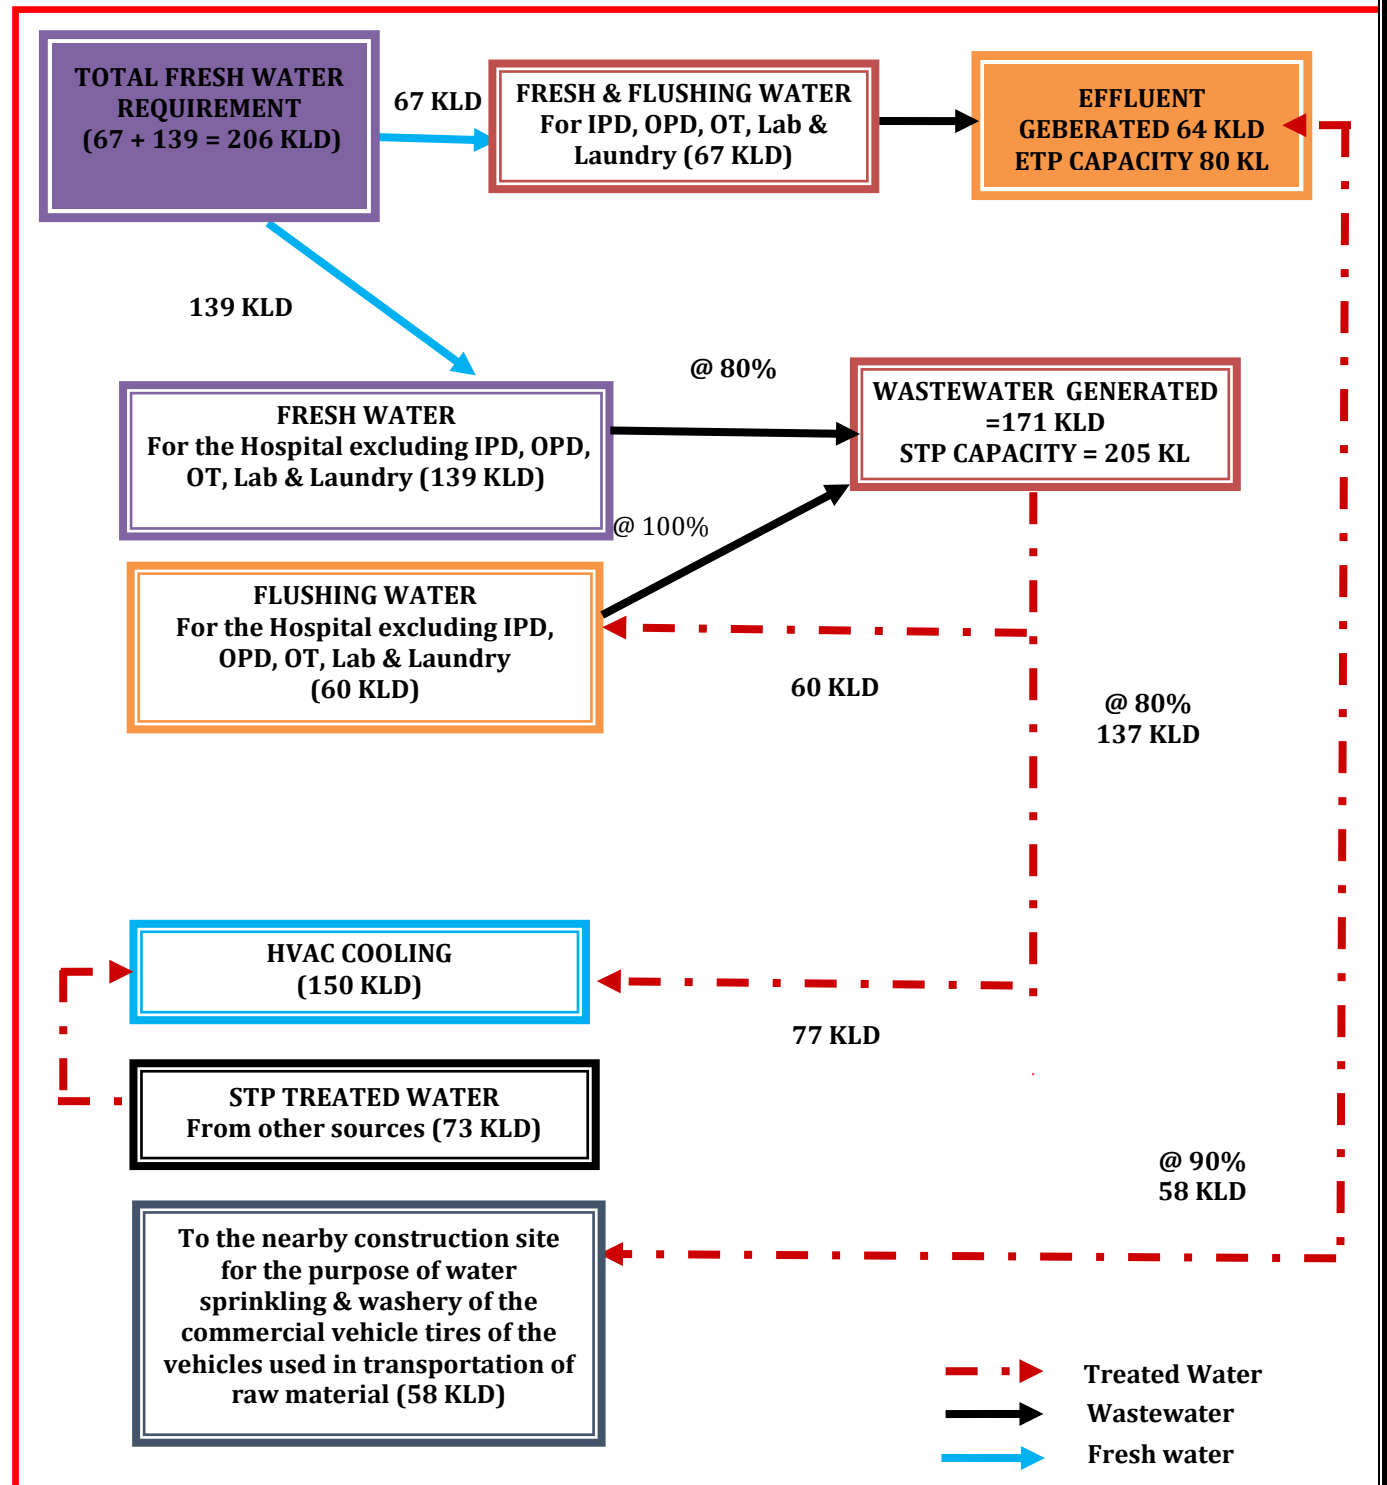 TOTAL FRESH WATER
REQUIREMENT
(67 + 139 = 206 KLD)
67 KLD
FRESH & FLUSHING WATER
For IPD, OPD, OT, Lab &
Laundry (67 KLD)
EFFLUENT
GEBERATED 64 KLD
ETP CAPACITY 80 KL
139 KLD
@ 80%
FRESH WATER
For the Hospital excluding IPD, OPD,
OT, Lab & Laundry (139 KLD)
WASTEWATER GENERATED
=171 KLD
STP CAPACITY = 205 KL
@ 100%
FLUSHING WATER
For the Hospital excluding IPD,
OPD, OT, Lab & Laundry
(60 KLD)
60 KLD
@ 80%
137 KLD
HVAC COOLING
(150 KLD)
77 KLD
STP TREATED WATER
From other sources (73 KLD)
@ 90%
58 KLD
To the nearby construction site
for the purpose of water
sprinkling & washery of the
commercial vehicle tires of the
vehicles used in transportation of
raw material (58 KLD)
Treated Water
Wastewater
Fresh water